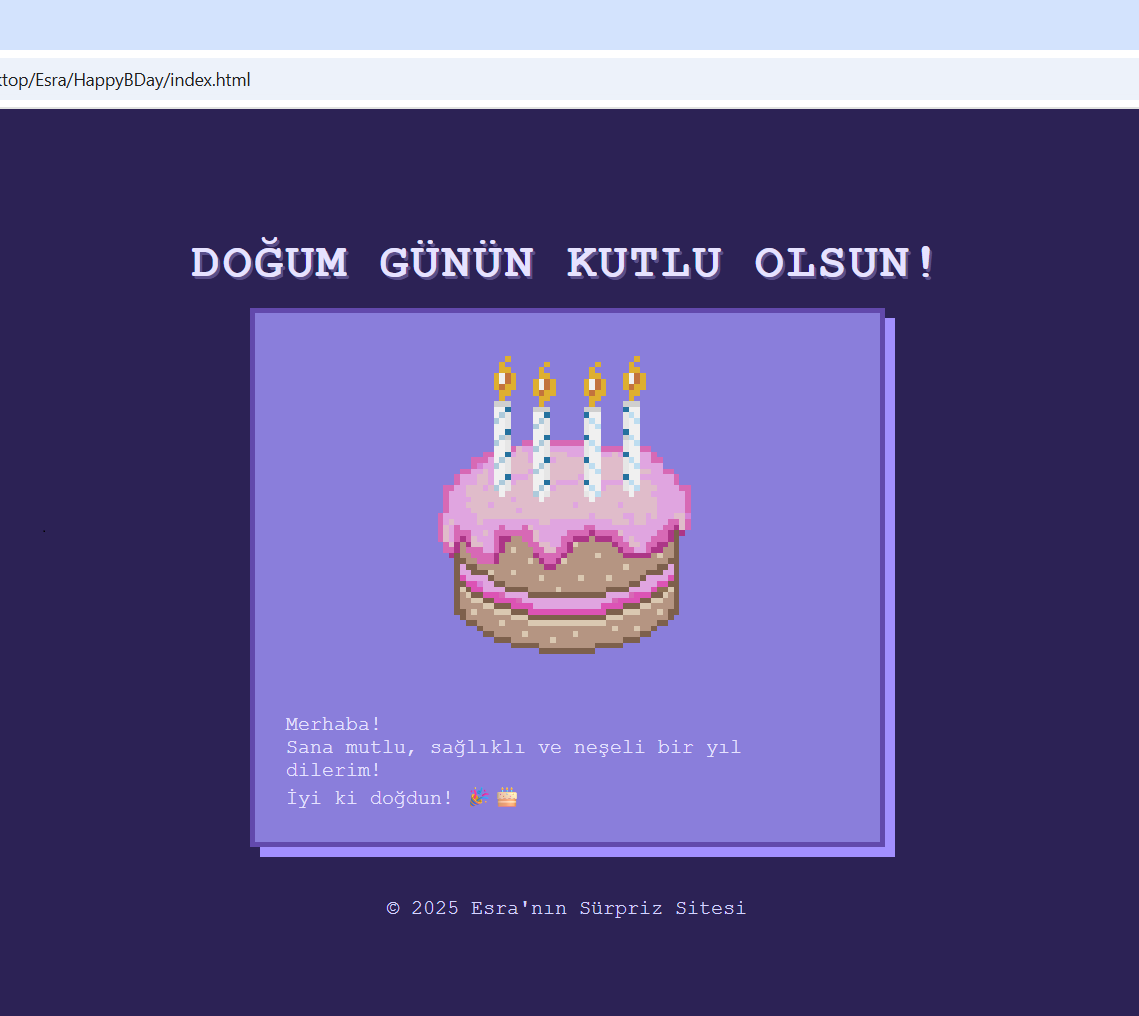 top/Esra/HappyBDay/index.html
DOĞUM GÜNÜN KUTLU OLSUN!
Merhaba!
Sana mutlu, sağlıklı ve neşeli bir yıl
dilerim!
İyi ki doğdun! 🎉 🎂
© 2025 Esra'nın Sürpriz Sitesi